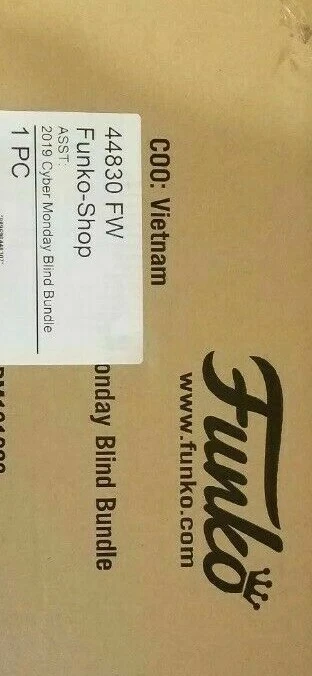 Funko
www.funko.com
COO: Vietnam
onday Blind Bundle
44830 FW
Funko-Shop
ASST.
2019 Cyber Monday Blind Bundle
1 PC